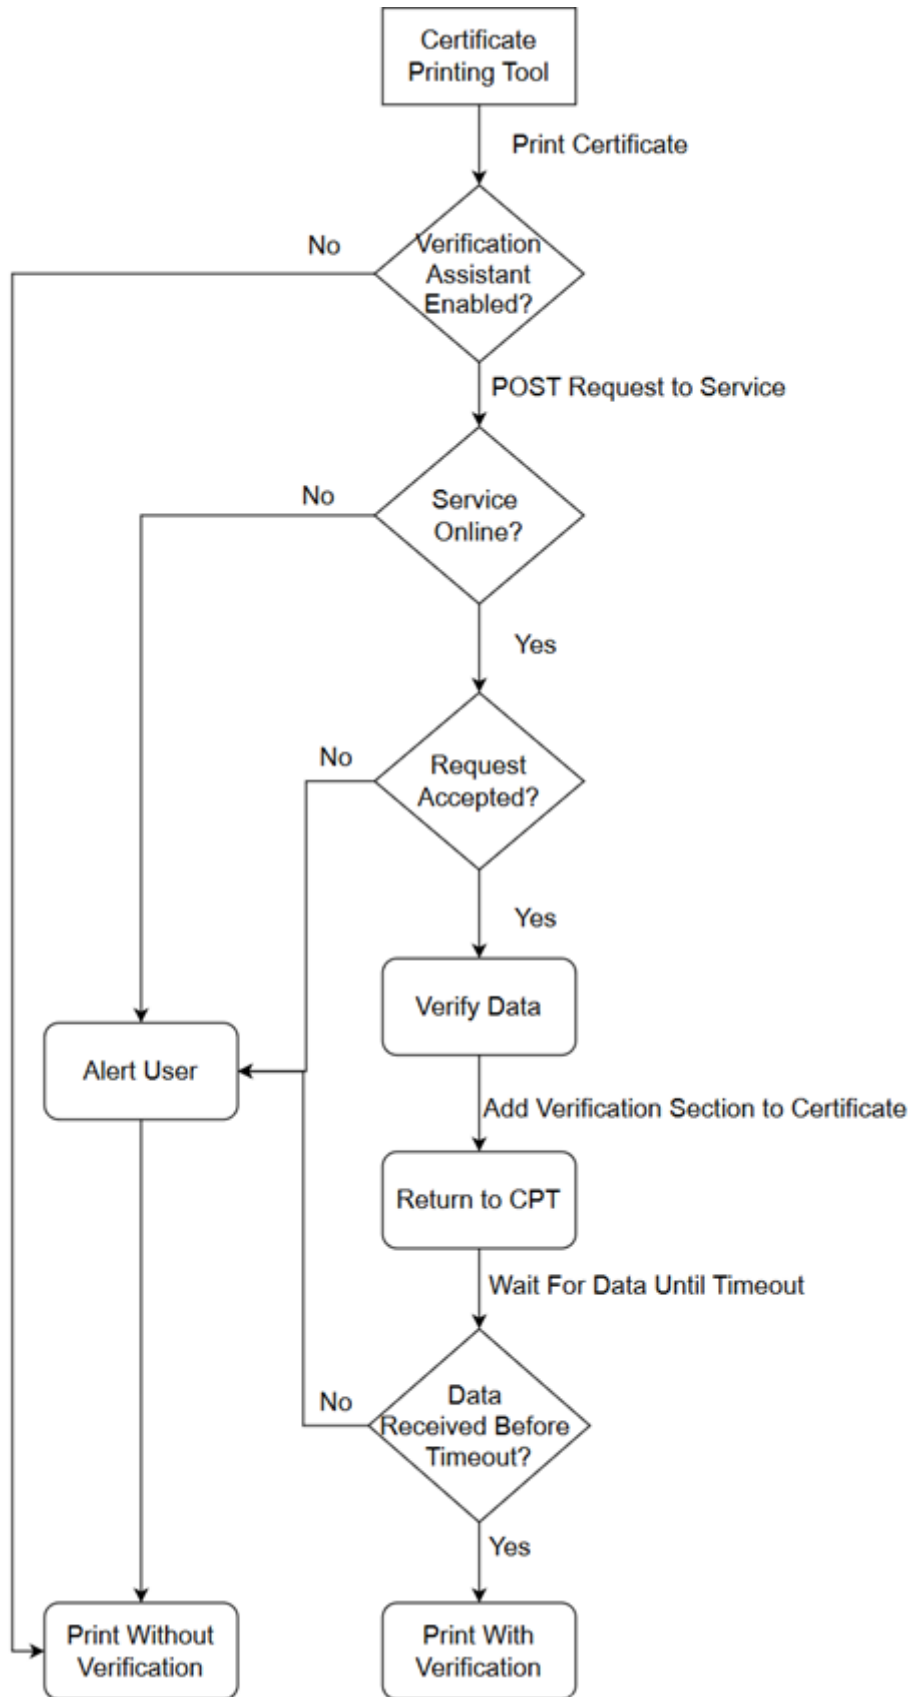 Certificate
Printing Tool
Print Certificate
No
Verification
Assistant
Enabled?
POST Request to Service
No
Service
Online?
Yes
No
Request
Accepted?
Yes
Verify Data
Alert User
Add Verification Section to Certificate
Return to CPT
Wait For Data Until Timeout
No
Data
Received Before
Timeout?
Yes
Print Without
Verification
Print With
Verification